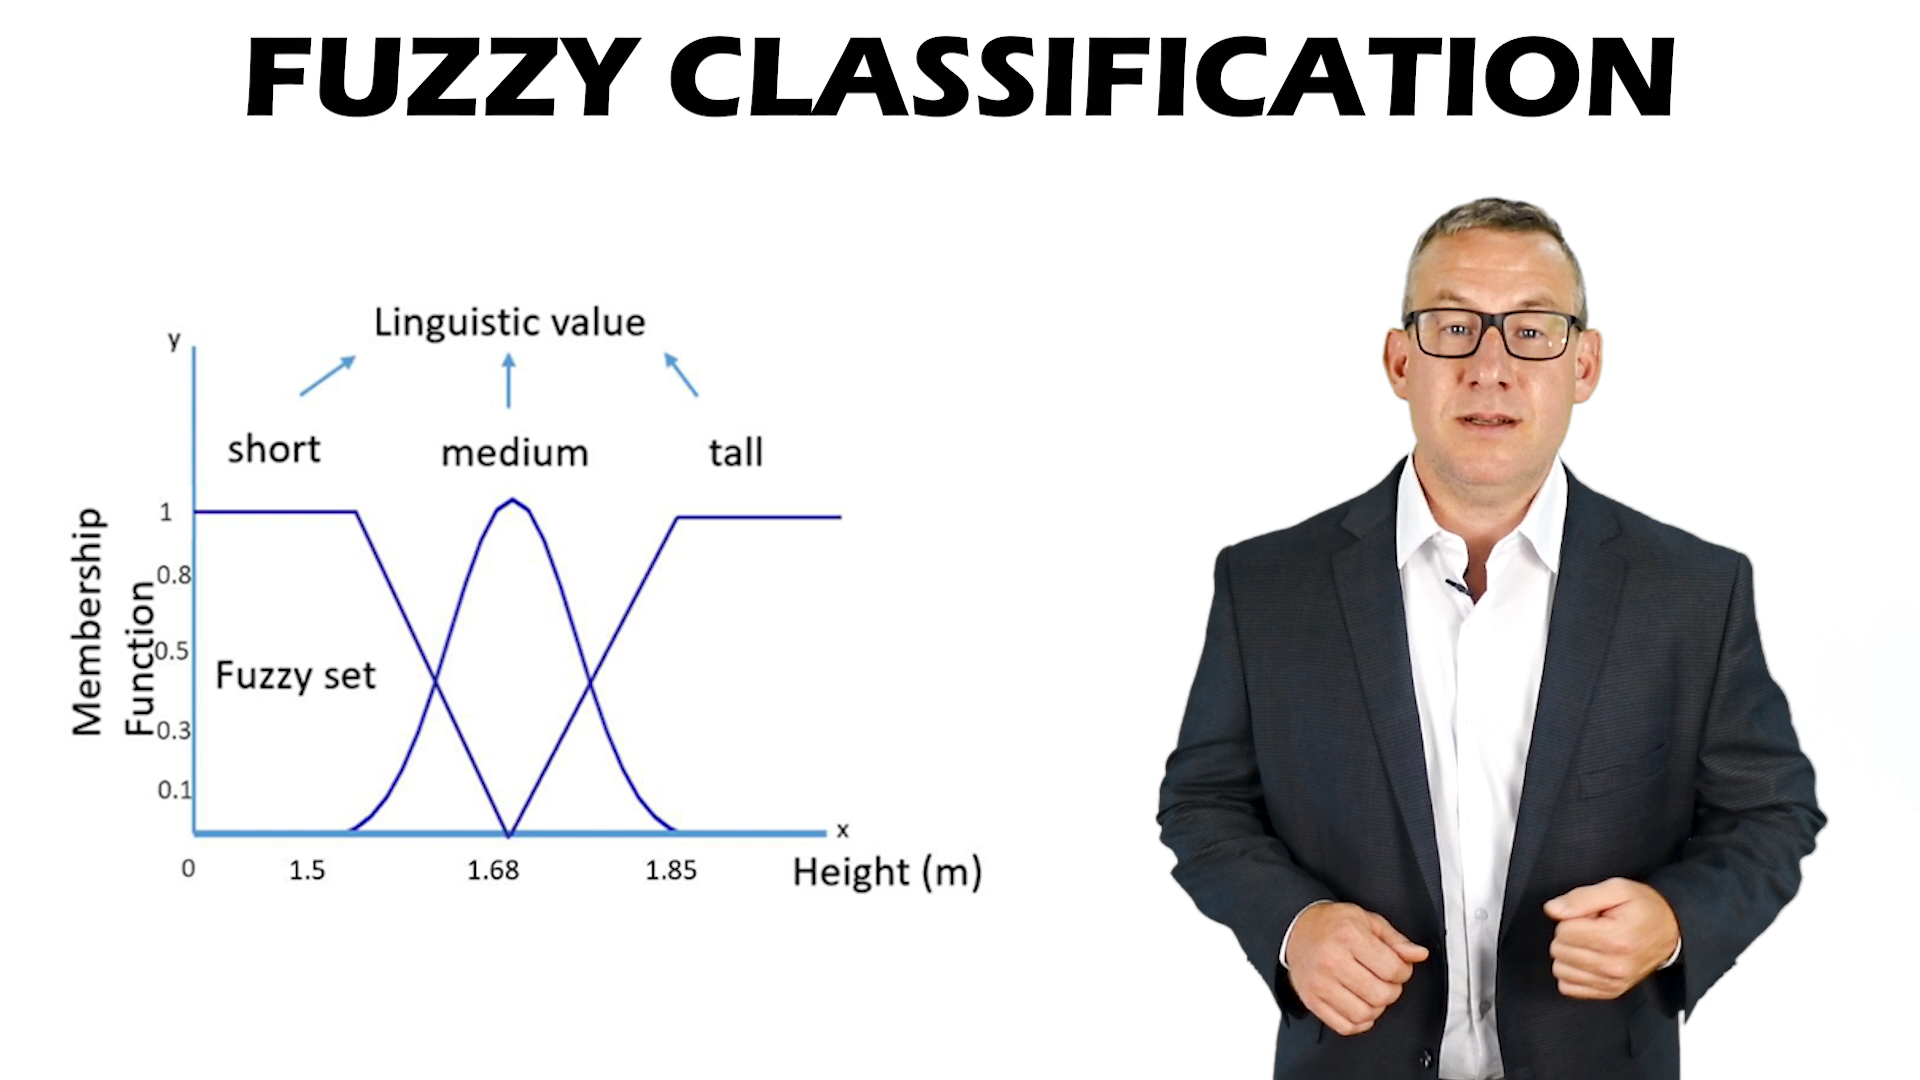 FUZZY CLASSIFICATION
Linguistic value
y
short medium tall
Membership
Function
1
0.8
0.5
0.3
0.1
Fuzzy set
x
0 1.5 1.68 1.85 Height (m)